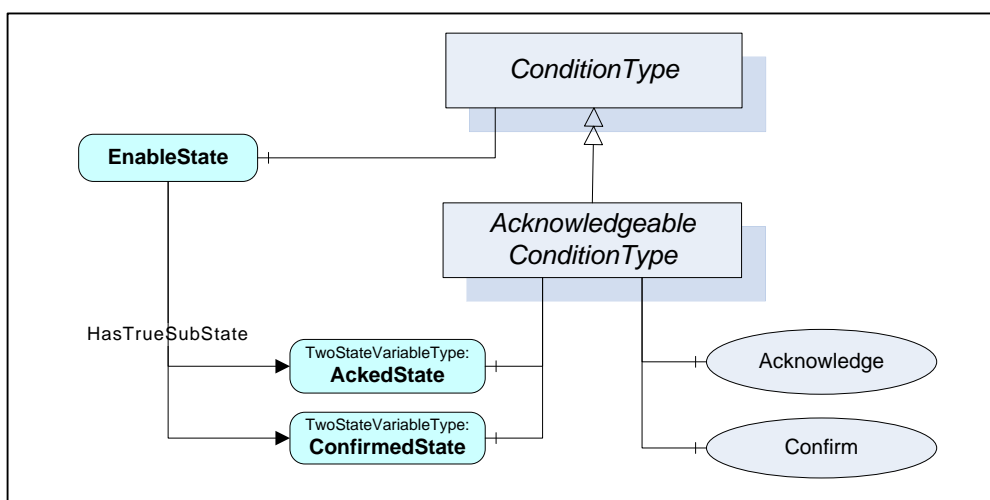 ConditionType
EnableState
Acknowledgeable
ConditionType
HasTrueSubState
TwoStateVariableType:
AckedState
Acknowledge
TwoStateVariableType:
ConfirmedState
Confirm